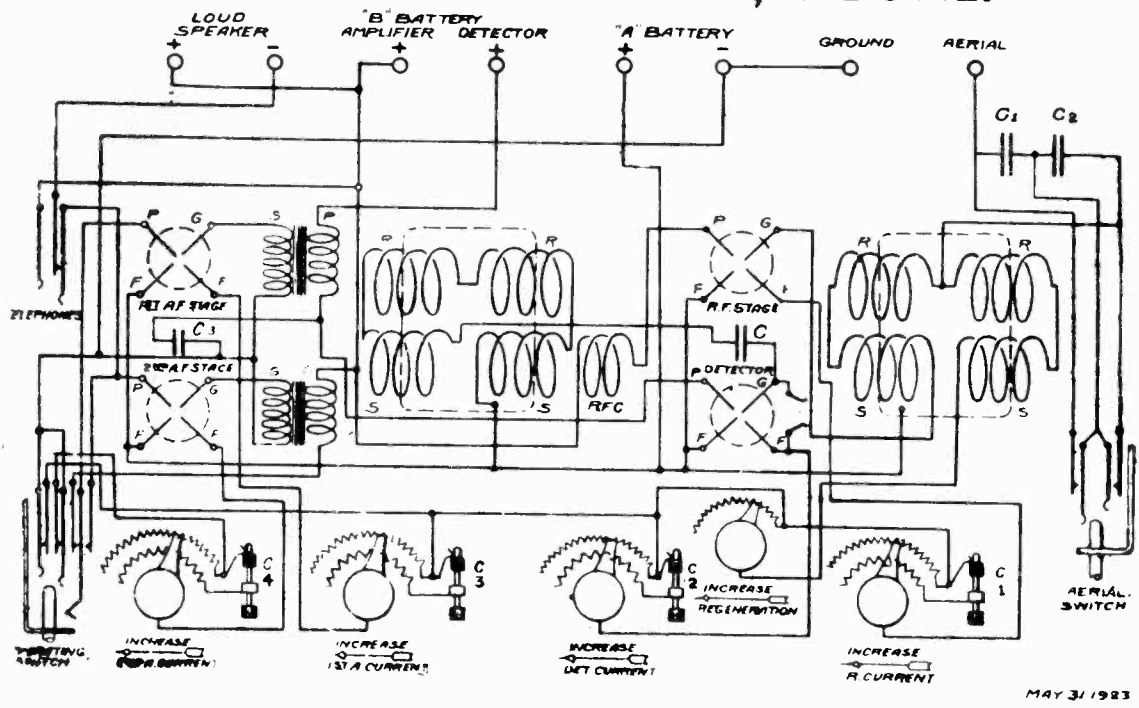 LOUD
SPEAKER
"B" BATTERY
AMPLIFIER DETECTOR
"A" BATTERY
GROUND
AERIAL
+ - + + + -
C1 C2
P G S P
F F
1ST A.F. STAGE
R R
P G
F F
R.F. STAGE
R R
TELEPHONES
C3
2ND A.F. STAGE
P G S
F F
S S
RFC
C
DETECTOR
P G
F F
S S
C
4
C
3
C
2
C
1
INCREASE
REGENERATION
AERIAL
SWITCH
SWITCH
INCREASE
CURRENT
INCREASE
1ST A CURRENT
INCREASE
DET CURRENT
INCREASE
R. CURRENT
MAY 31 1923